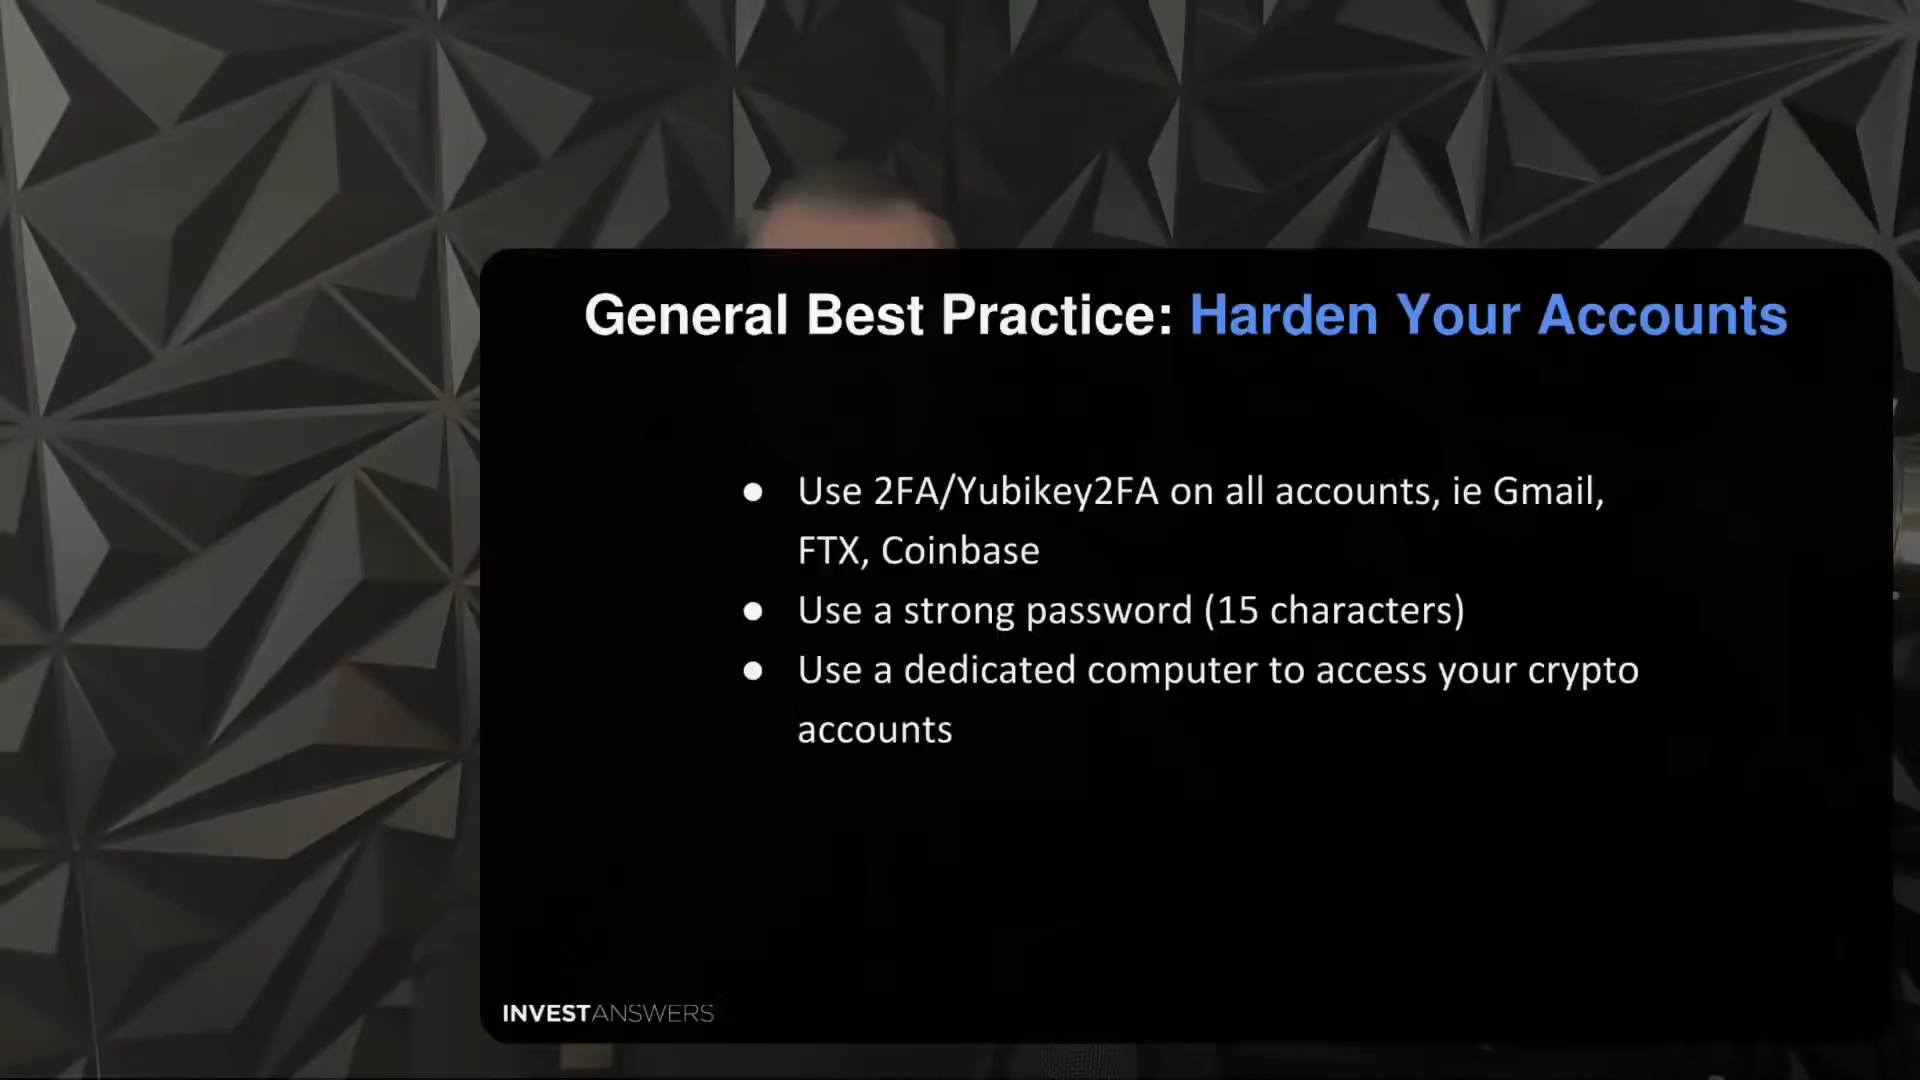 General Best Practice: Harden Your Accounts
● Use 2FA/Yubikey2FA on all accounts, ie Gmail,
FTX, Coinbase
● Use a strong password (15 characters)
● Use a dedicated computer to access your crypto
accounts
INVESTANSWERS